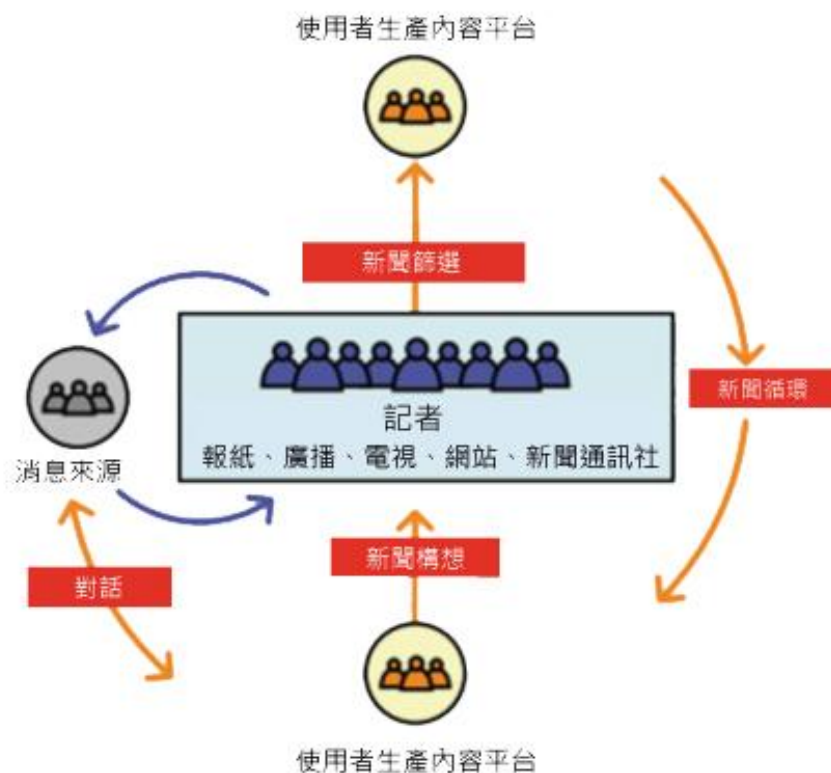 使用者生產內容平台
新聞篩選
記者
報紙、廣播、電視、網站、新聞通訊社
新聞循環
消息來源
新聞構想
對話
使用者生產內容平台